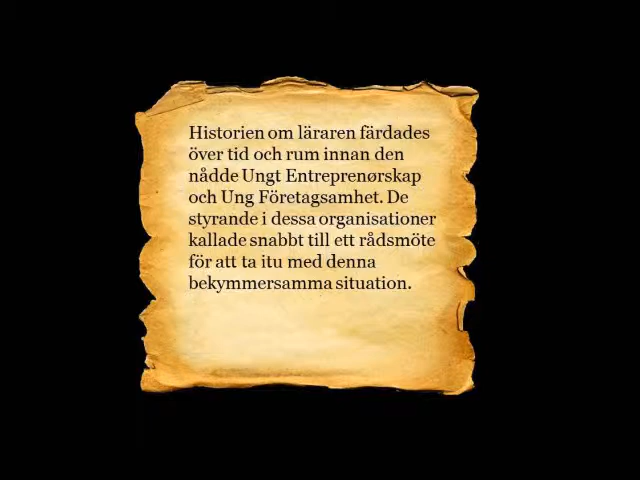 Historien om läraren färdades
över tid och rum innan den
nådde Ungt Entreprenørskap
och Ung Företagsamhet. De
styrande i dessa organisationer
kallade snabbt till ett rådsmöte
för att ta itu med denna
bekymmersamma situation.